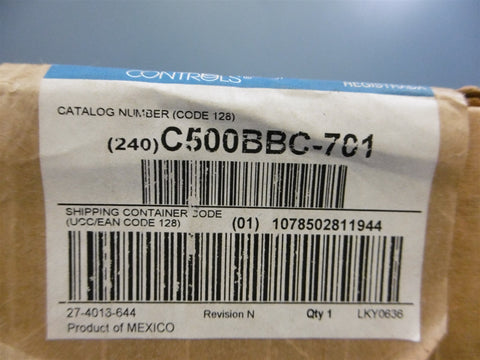 CONTROLS
REGISTRADA
CATALOG NUMBER (CODE 128)
(240)C500BBC-701
SHIPPING CONTAINER CODE
(UCC/EAN CODE 128) (01) 1078502811944
27-4013-644 Revision N Qty 1 LKY0636
Product of MEXICO